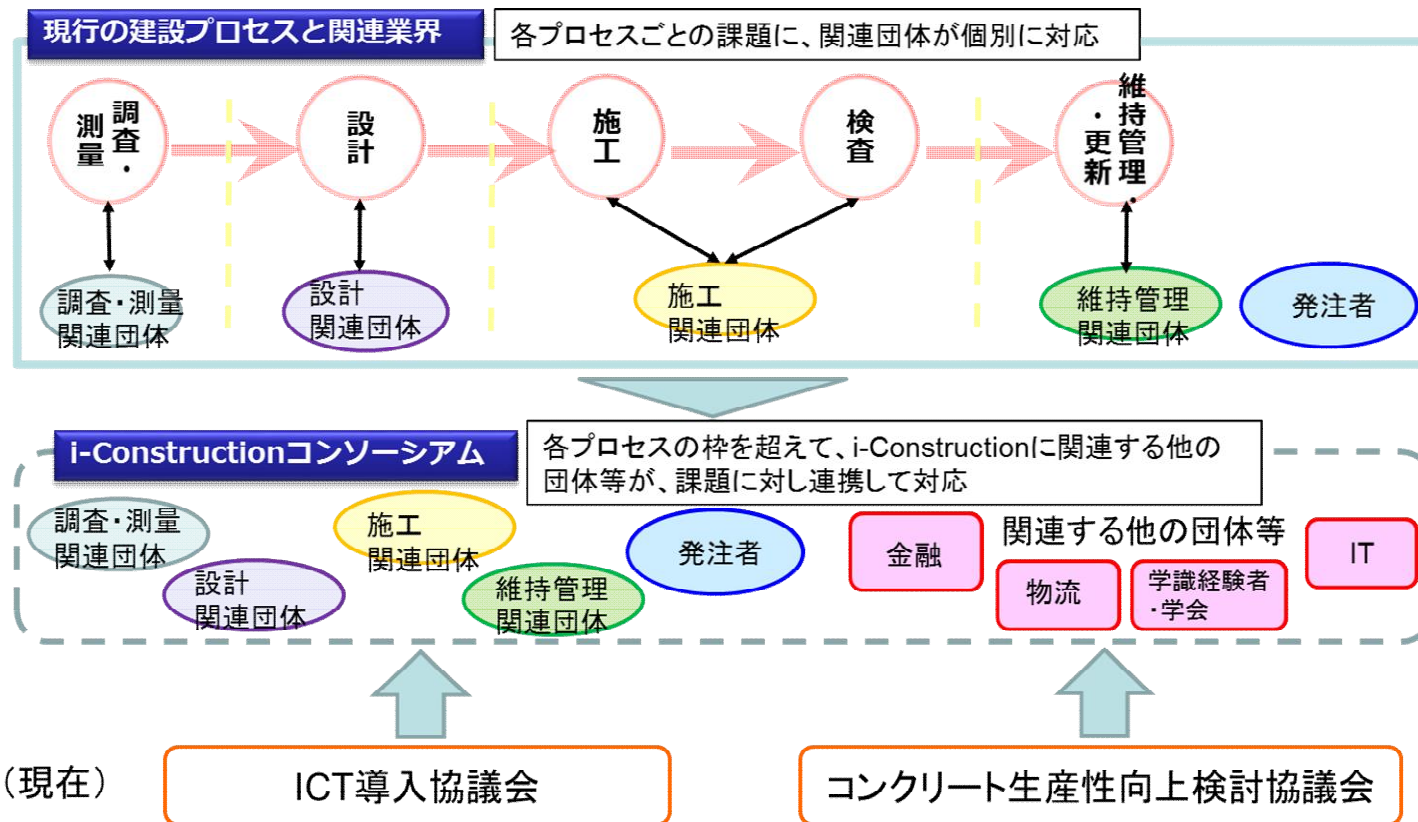 現行の建設プロセスと関連業界
各プロセスごとの課題に、関連団体が個別に対応
調査・
測量
設計
施工
検査
維持管理・
・更新
調査・測量
関連団体
設計
関連団体
施工
関連団体
維持管理
関連団体
発注者
i-Constructionコンソーシアム
各プロセスの枠を超えて、i-Constructionに関連する他の
団体等が、課題に対し連携して対応
調査・測量
関連団体
設計
関連団体
施工
関連団体
維持管理
関連団体
発注者
金融
関連する他の団体等
物流
学識経験者
・学会
IT
（現在）
ICT導入協議会
コンクリート生産性向上検討協議会